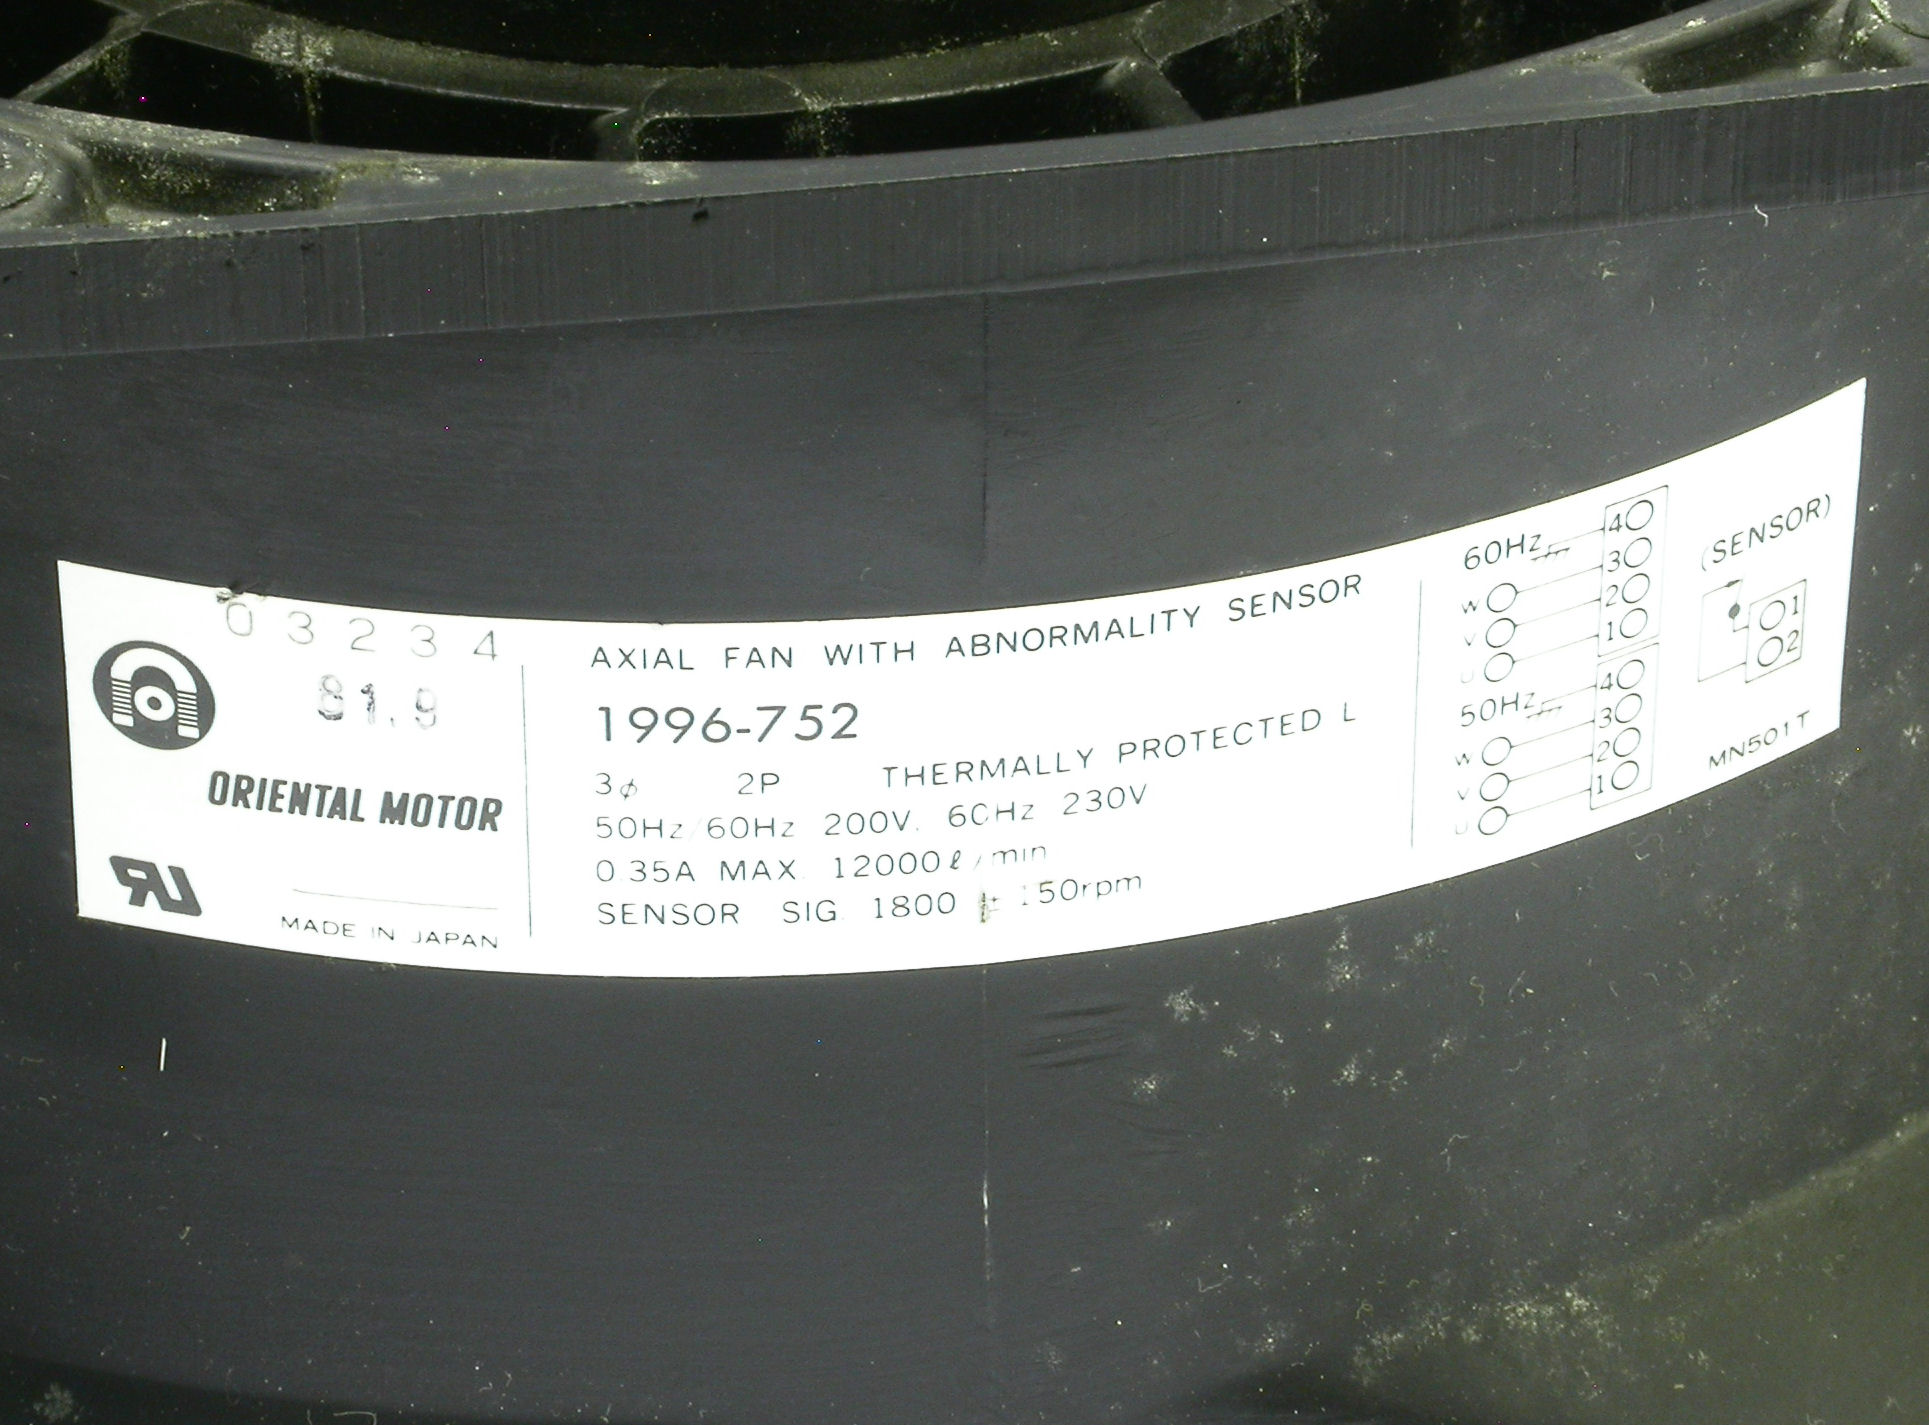 03234
81.9
ORIENTAL MOTOR
MADE IN JAPAN
AXIAL FAN WITH ABNORMALITY SENSOR
1996-752
3ϕ 2P THERMALLY PROTECTED L
50Hz/60Hz 200V. 60Hz 230V
0.35A MAX. 12000ℓ/min
SENSOR SIG. 1800 ± 150rpm
60Hz 4
W 3
V 2
U 1
50Hz 4
W 3
V 2
U 1
(SENSOR)
1
2
MN501T